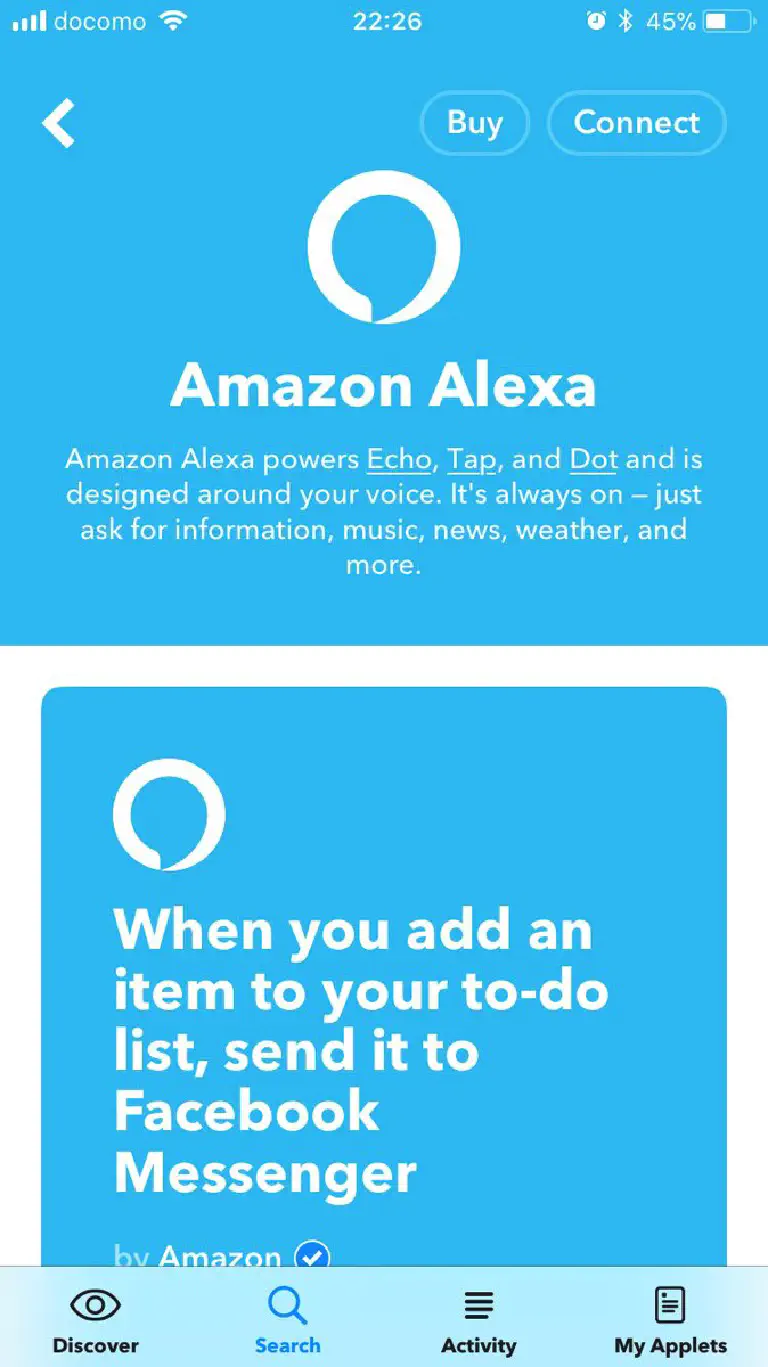 docomo 22:26 45%
Buy Connect
Amazon Alexa
Amazon Alexa powers Echo, Tap, and Dot and is
designed around your voice. It's always on – just
ask for information, music, news, weather, and
more.
When you add an
item to your to-do
list, send it to
Facebook
Messenger
by Amazon
Discover Search Activity My Applets